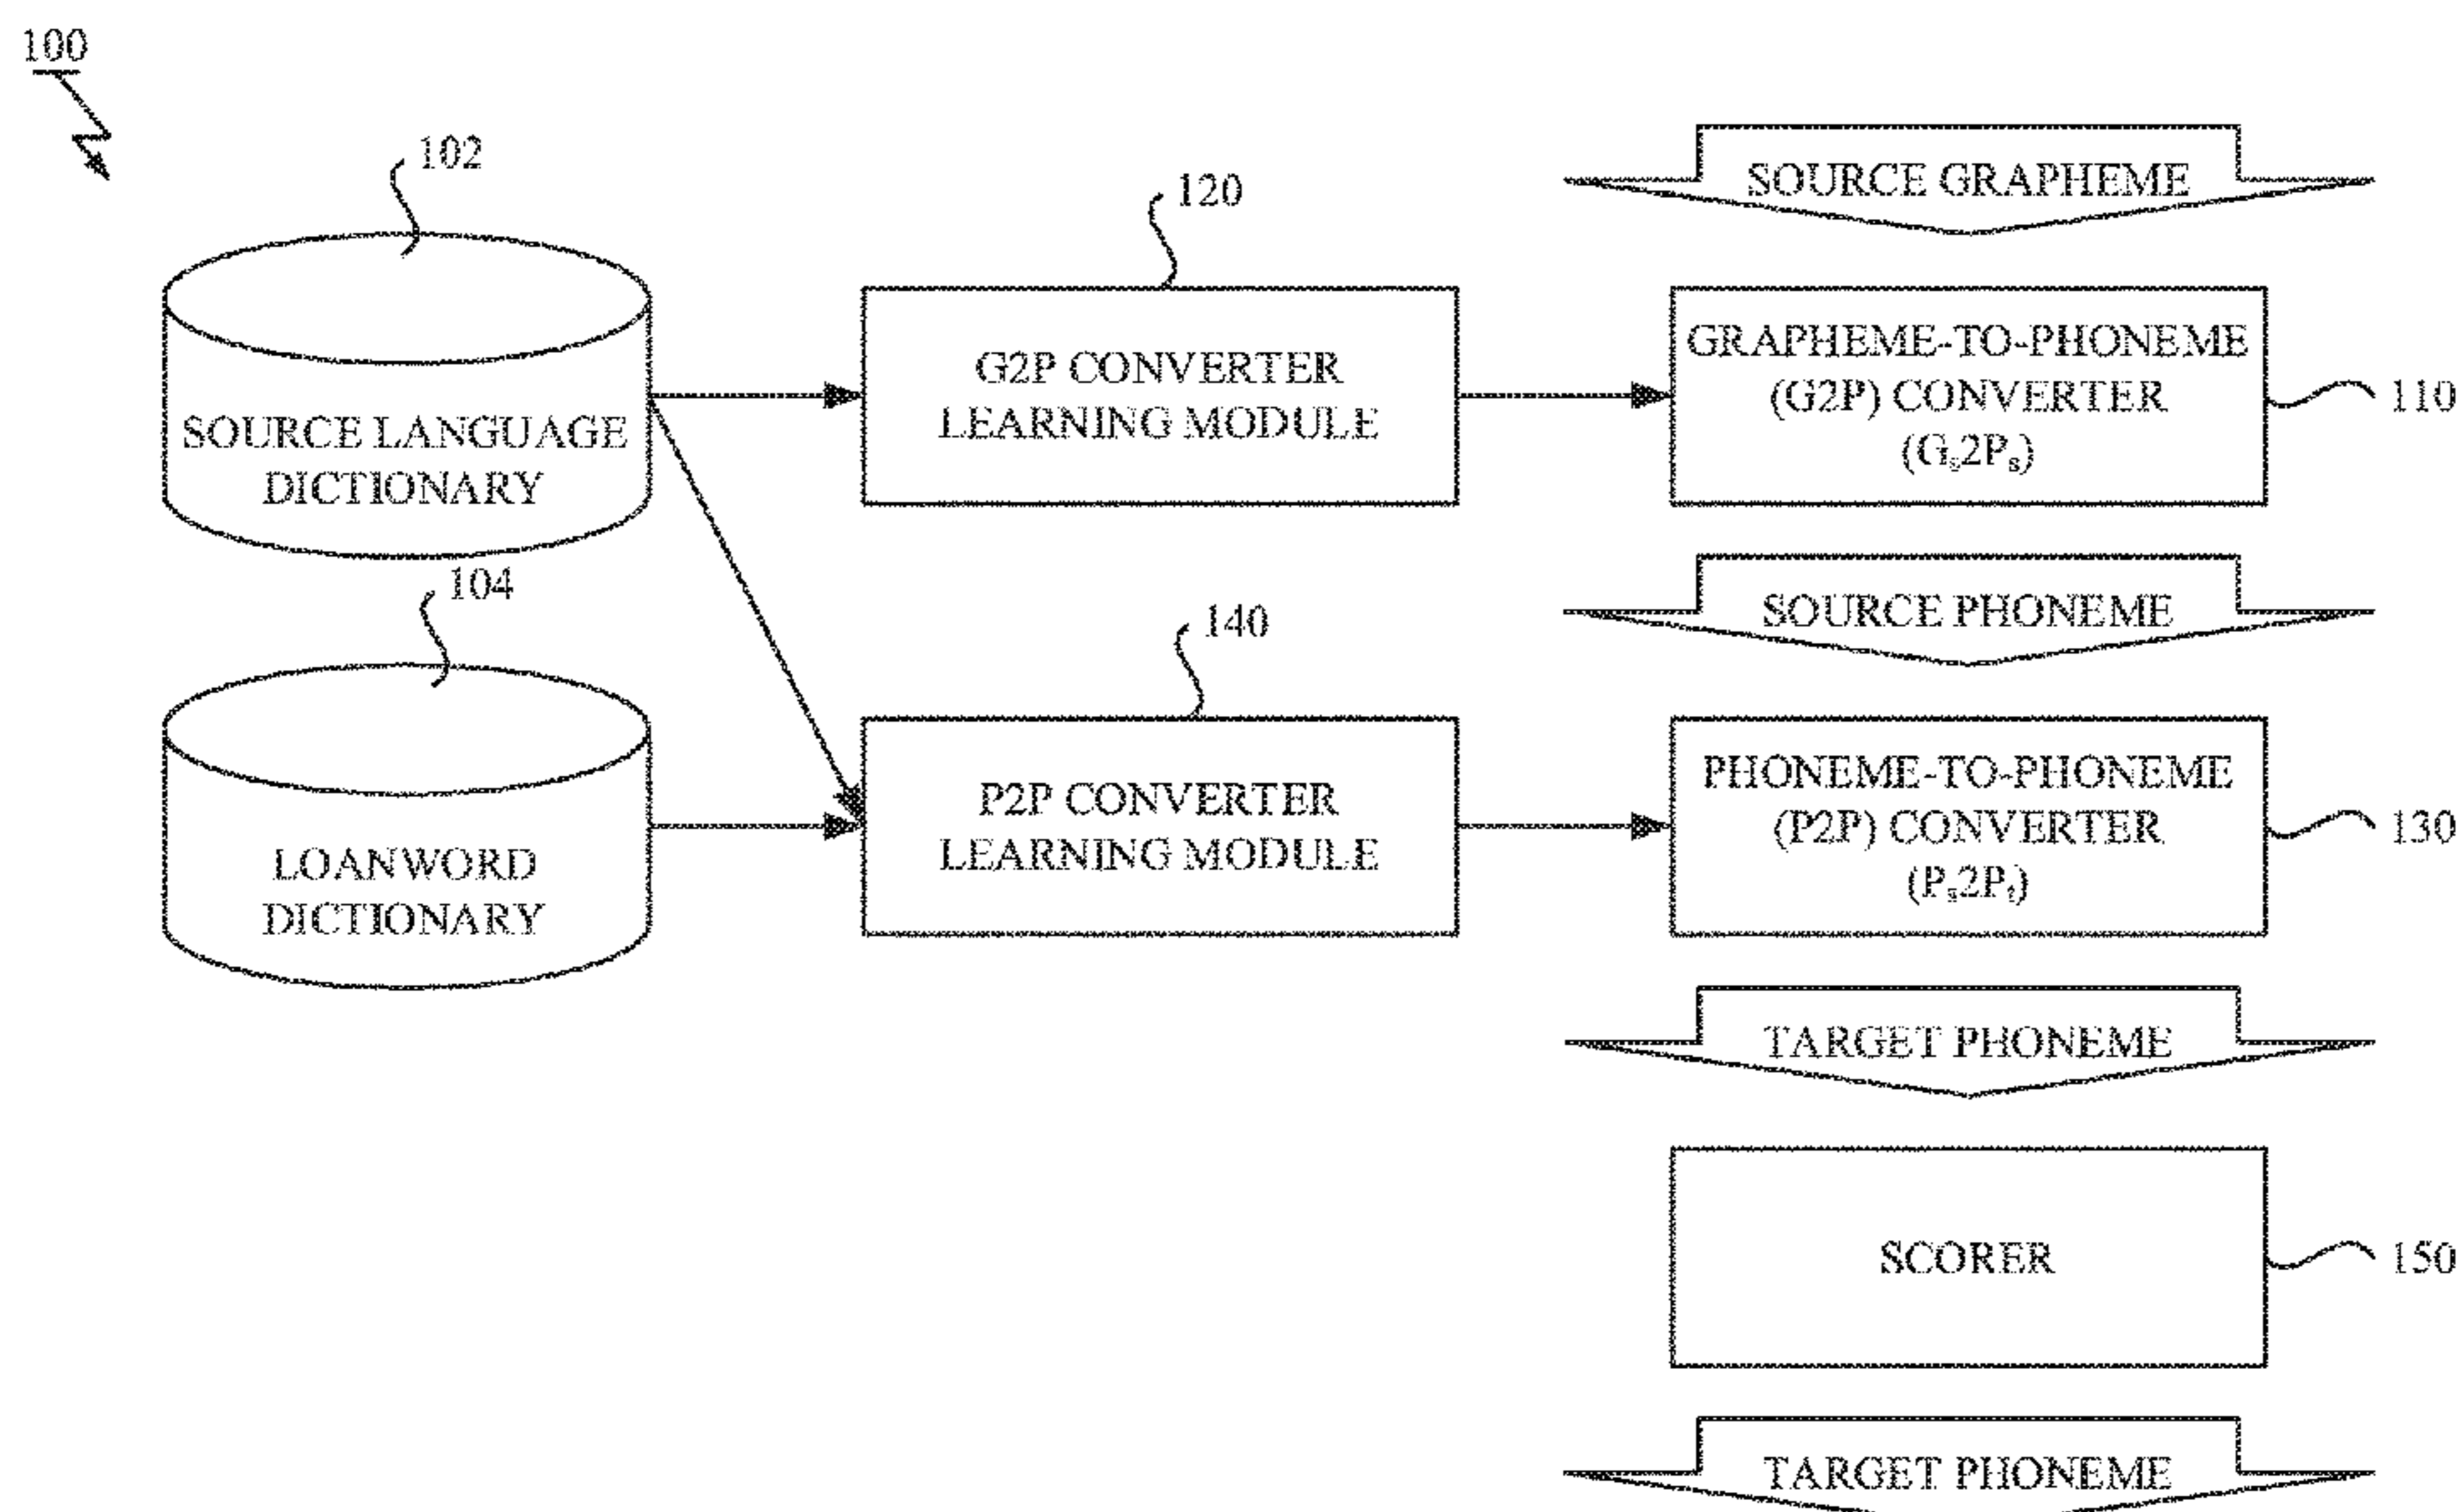 100
102
120
SOURCE GRAPHEME
SOURCE LANGUAGE
DICTIONARY
G2P CONVERTER
LEARNING MODULE
GRAPHEME-TO-PHONEME
(G2P) CONVERTER
(Gs2Ps)
110
104
140
SOURCE PHONEME
LOANWORD
DICTIONARY
P2P CONVERTER
LEARNING MODULE
PHONEME-TO-PHONEME
(P2P) CONVERTER
(Ps2Pt)
130
TARGET PHONEME
SCORER
150
TARGET PHONEME